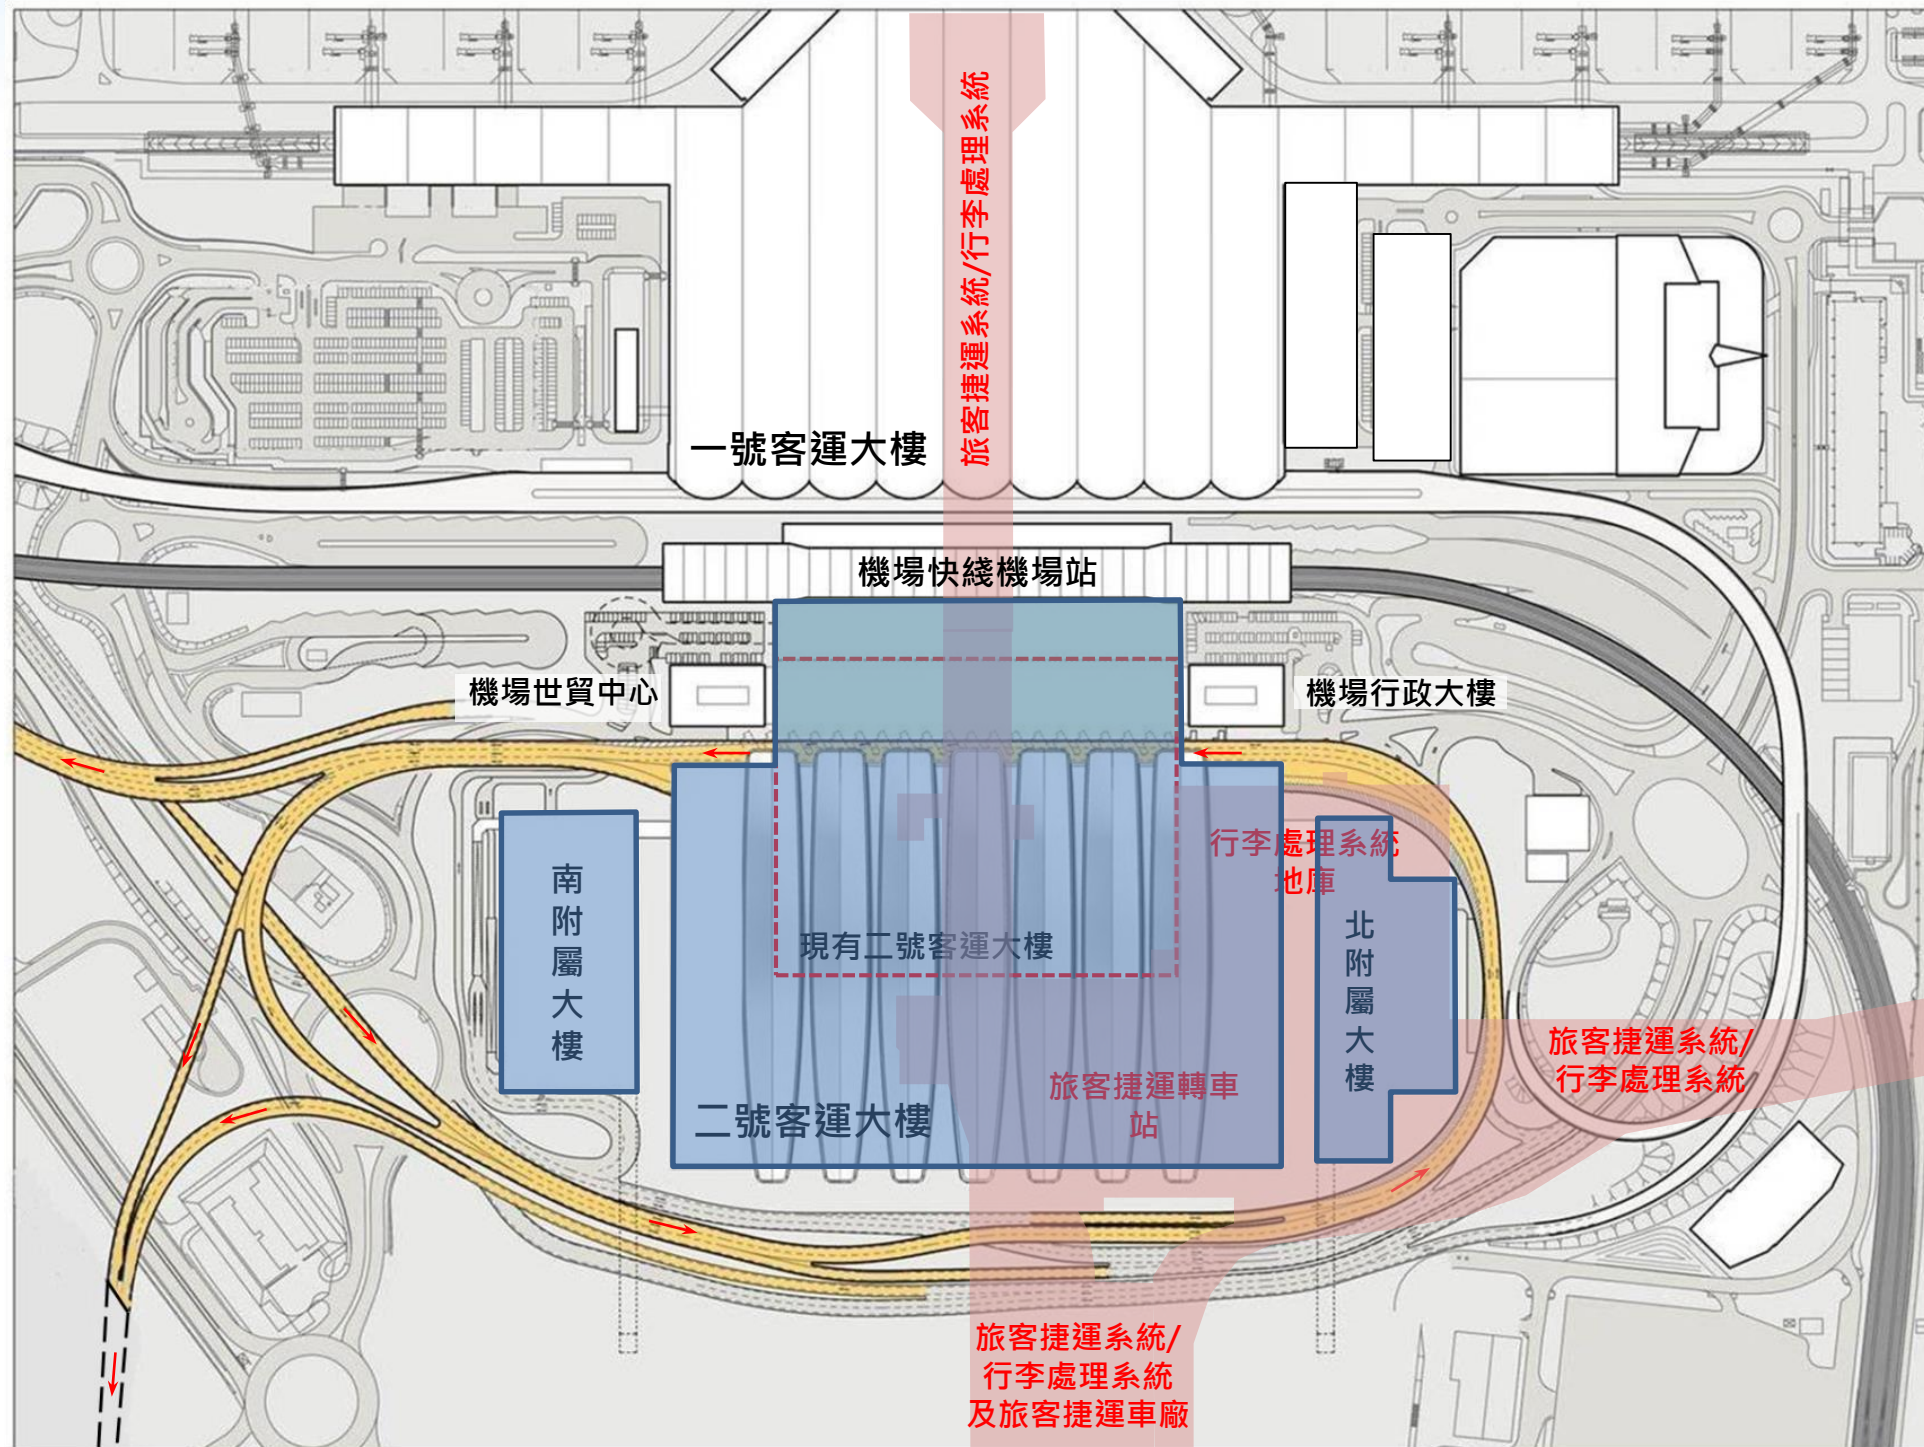 旅客捷運系統/行李處理系統
一號客運大樓
機場快綫機場站
機場世貿中心
機場行政大樓
行李處理系統
地庫
南附屬大樓
現有二號客運大樓
北附屬大樓
旅客捷運系統/
行李處理系統
旅客捷運轉車
站
二號客運大樓
旅客捷運系統/
行李處理系統
及旅客捷運車廠